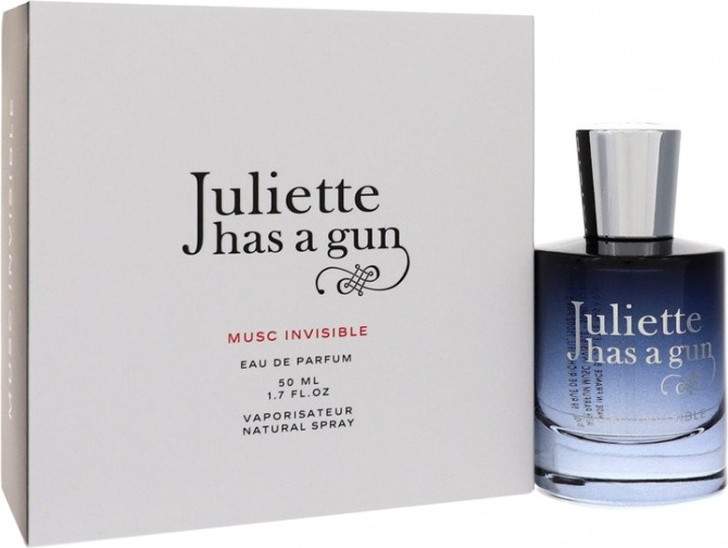 MUSC INVISIBLE
Juliette
has a gun
MUSC INVISIBLE
EAU DE PARFUM
50 ML
1.7 FL.OZ
VAPORISATEUR
NATURAL SPRAY
Juliette
has a gun
INVISIBLE